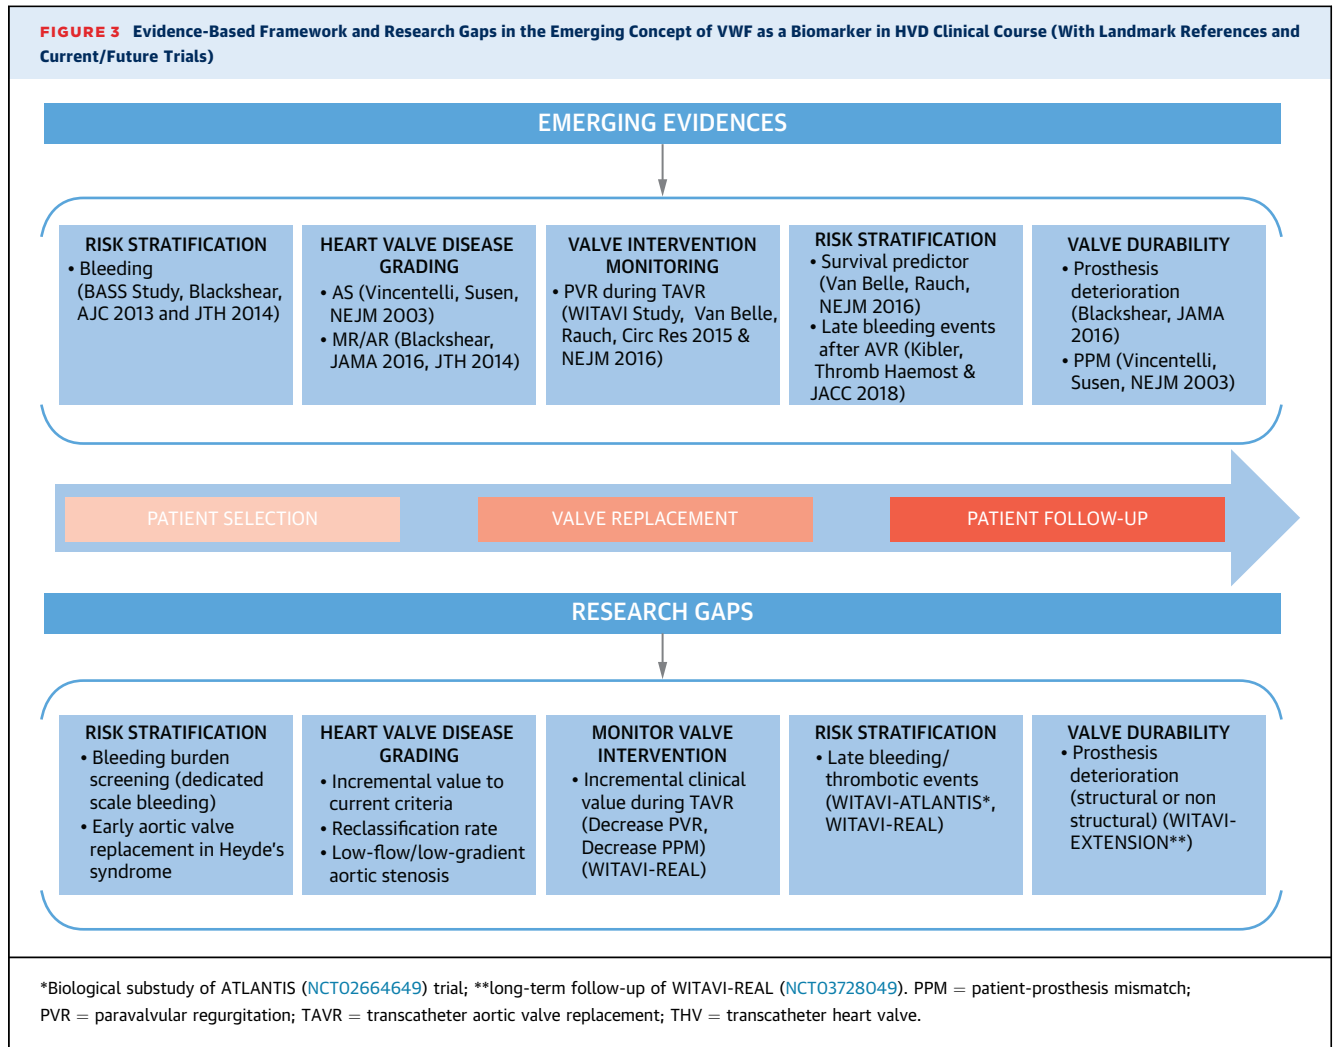 FIGURE 3 Evidence-Based Framework and Research Gaps in the Emerging Concept of VWF as a Biomarker in HVD Clinical Course (With Landmark References and
Current/Future Trials)
EMERGING EVIDENCES
RISK STRATIFICATION
• Bleeding
(BASS Study, Blackshear,
AJC 2013 and JTH 2014)
HEART VALVE DISEASE
GRADING
• AS (Vincentelli, Susen,
NEJM 2003)
• MR/AR (Blackshear,
JAMA 2016, JTH 2014)
VALVE INTERVENTION
MONITORING
• PVR during TAVR
(WITAVI Study, Van Belle,
Rauch, Circ Res 2015 &
NEJM 2016)
RISK STRATIFICATION
• Survival predictor
(Van Belle, Rauch,
NEJM 2016)
• Late bleeding events
after AVR (Kibler,
Thromb Haemost &
JACC 2018)
VALVE DURABILITY
• Prosthesis
deterioration
(Blackshear, JAMA
2016)
• PPM (Vincentelli,
Susen, NEJM 2003)
PATIENT SELECTION
VALVE REPLACEMENT
PATIENT FOLLOW-UP
RESEARCH GAPS
RISK STRATIFICATION
• Bleeding burden
screening (dedicated
scale bleeding)
• Early aortic valve
replacement in Heyde's
syndrome
HEART VALVE DISEASE
GRADING
• Incremental value to
current criteria
• Reclassification rate
• Low-flow/low-gradient
aortic stenosis
MONITOR VALVE
INTERVENTION
• Incremental clinical
value during TAVR
(Decrease PVR,
Decrease PPM)
(WITAVI-REAL)
RISK STRATIFICATION
• Late bleeding/
thrombotic events
(WITAVI-ATLANTIS*,
WITAVI-REAL)
VALVE DURABILITY
• Prosthesis
deterioration
(structural or non
structural) (WITAVI-
EXTENSION**)
*Biological substudy of ATLANTIS (NCT02664649) trial; **long-term follow-up of WITAVI-REAL (NCT03728049). PPM = patient-prosthesis mismatch;
PVR = paravalvular regurgitation; TAVR = transcatheter aortic valve replacement; THV = transcatheter heart valve.